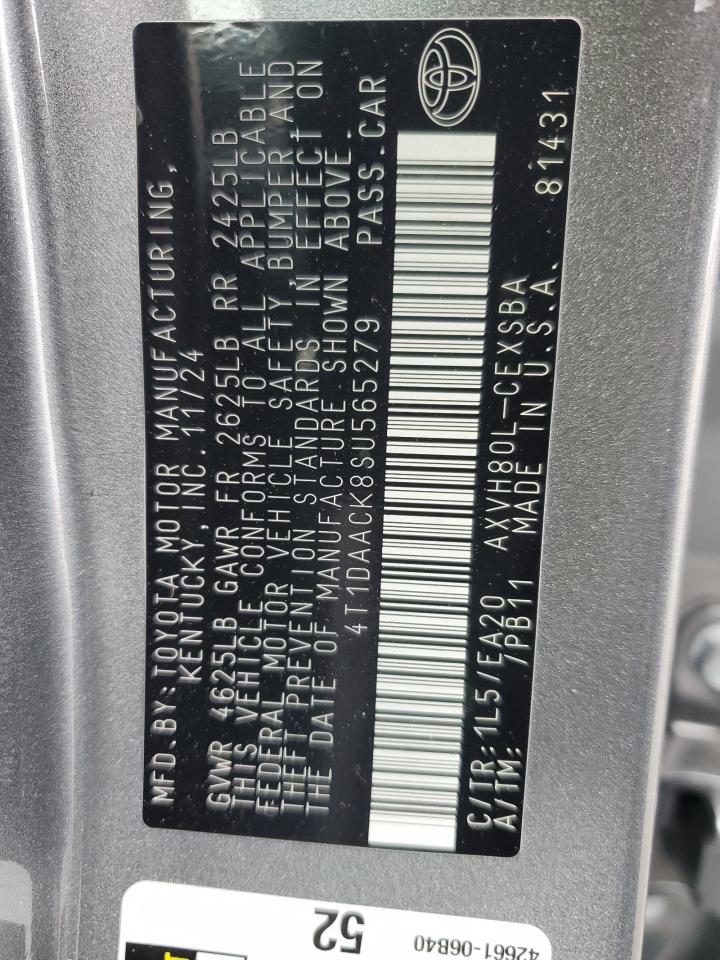 MFD.BY:TOYOTA MOTOR MANUFACTURING,
KENTUCKY, INC. 11/24
GVWR 4625LB GAWR FR 2625LB RR 2425LB
THIS VEHICLE CONFORMS TO ALL APPLICABLE
FEDERAL MOTOR VEHICLE SAFETY, BUMPER AND
THEFT PREVENTION STANDARDS IN EFFECT ON
THE DATE OF MANUFACTURE SHOWN ABOVE.
4T1DAACK8SU565279 PASS.CAR
C/TR:1L5/EA20 AXVH80L-CEXSBA
A/TM: /PB11 MADE IN U.S.A. 81431
52
42661-06B40